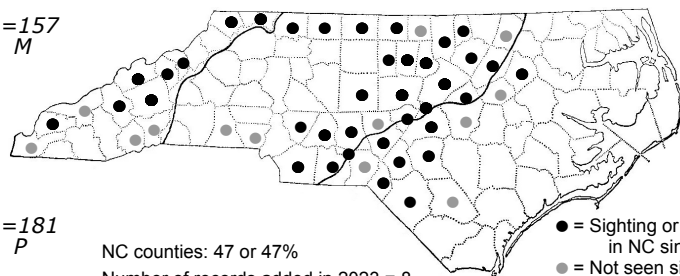 =157
M
=181
P
NC counties: 47 or 47%
● = Sighting or
in NC sin
● = Not seen si